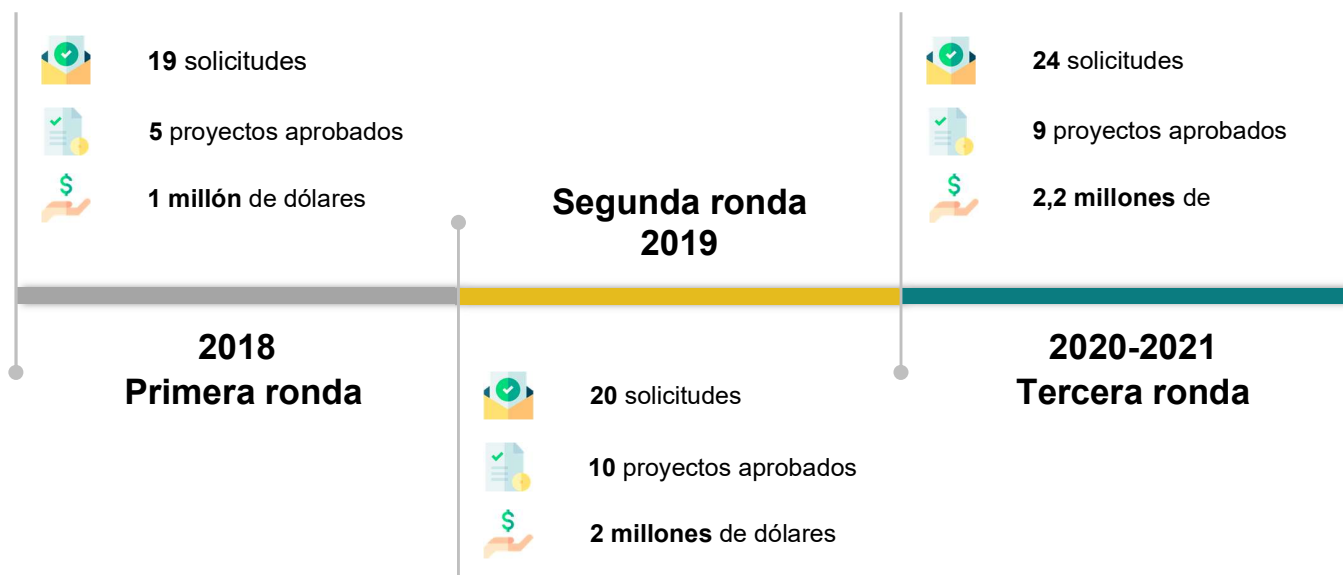 19 solicitudes
5 proyectos aprobados
1 millón de dólares
2018
Primera ronda
Segunda ronda
2019
20 solicitudes
10 proyectos aprobados
2 millones de dólares
24 solicitudes
9 proyectos aprobados
2,2 millones de
2020-2021
Tercera ronda